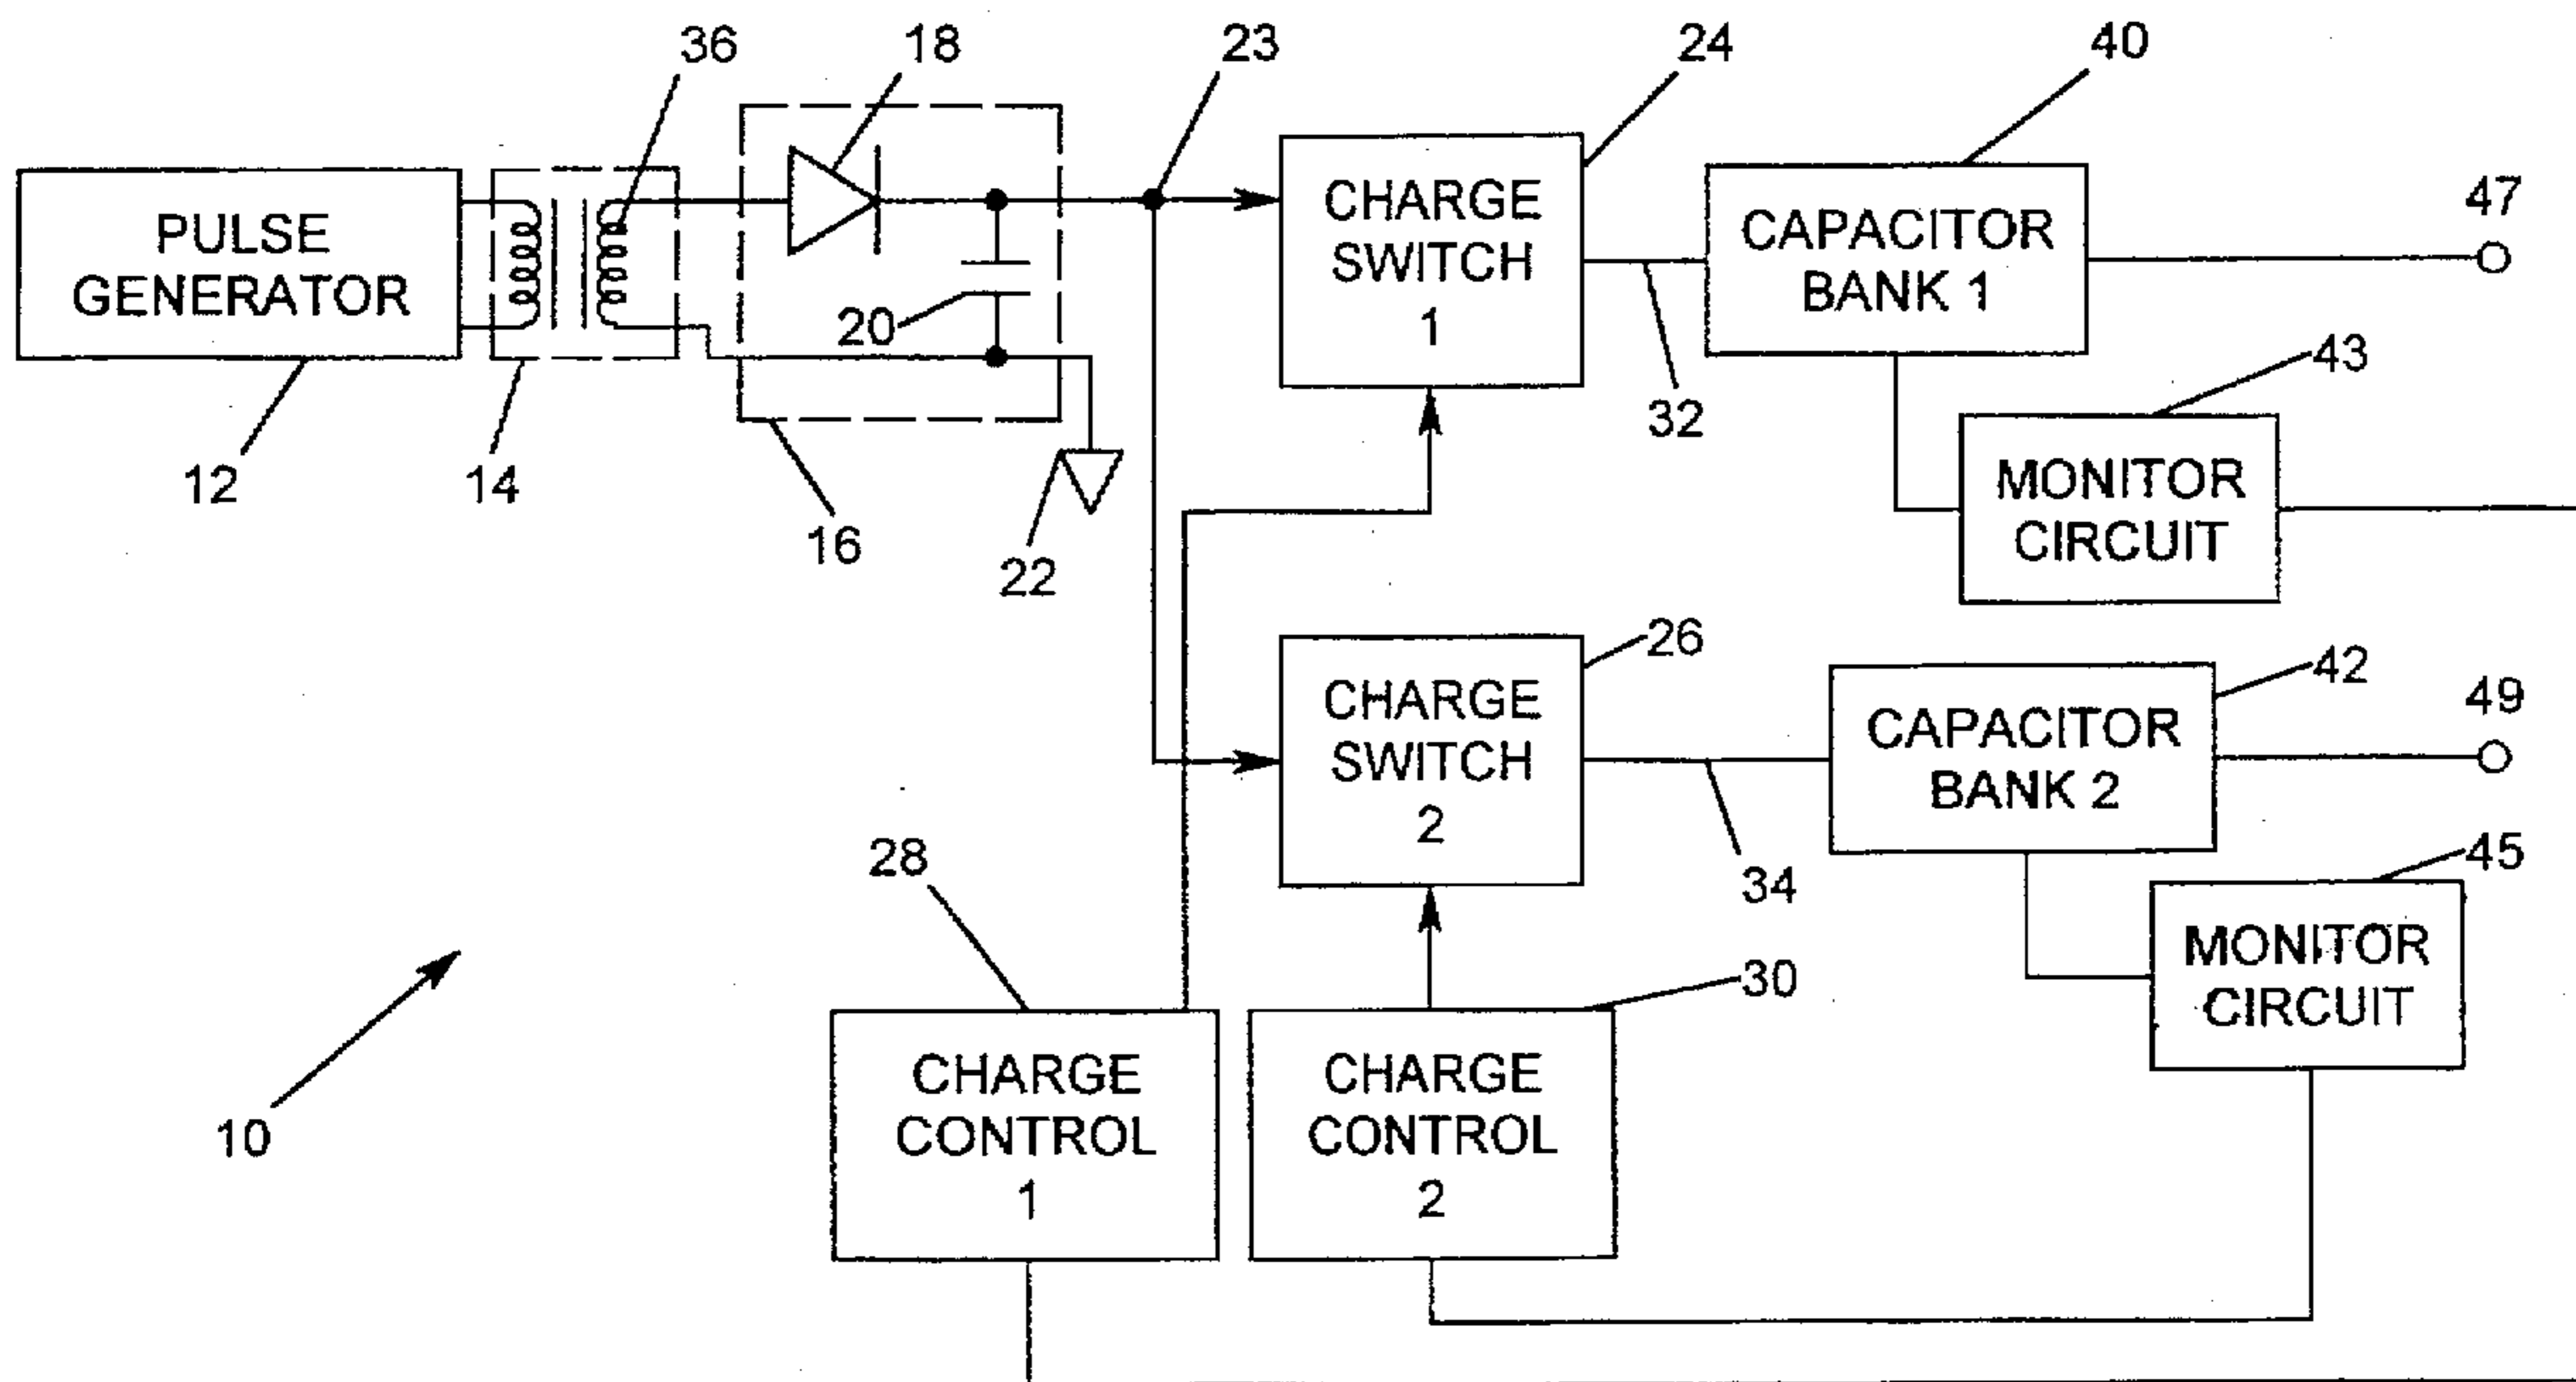 36
18
23
24
40
PULSE
GENERATOR
12
14
16
20
22
CHARGE
SWITCH
1
32
CAPACITOR
BANK 1
47
43
MONITOR
CIRCUIT
26
CHARGE
SWITCH
2
34
42
CAPACITOR
BANK 2
49
45
MONITOR
CIRCUIT
28
CHARGE
CONTROL
1
30
CHARGE
CONTROL
2
10